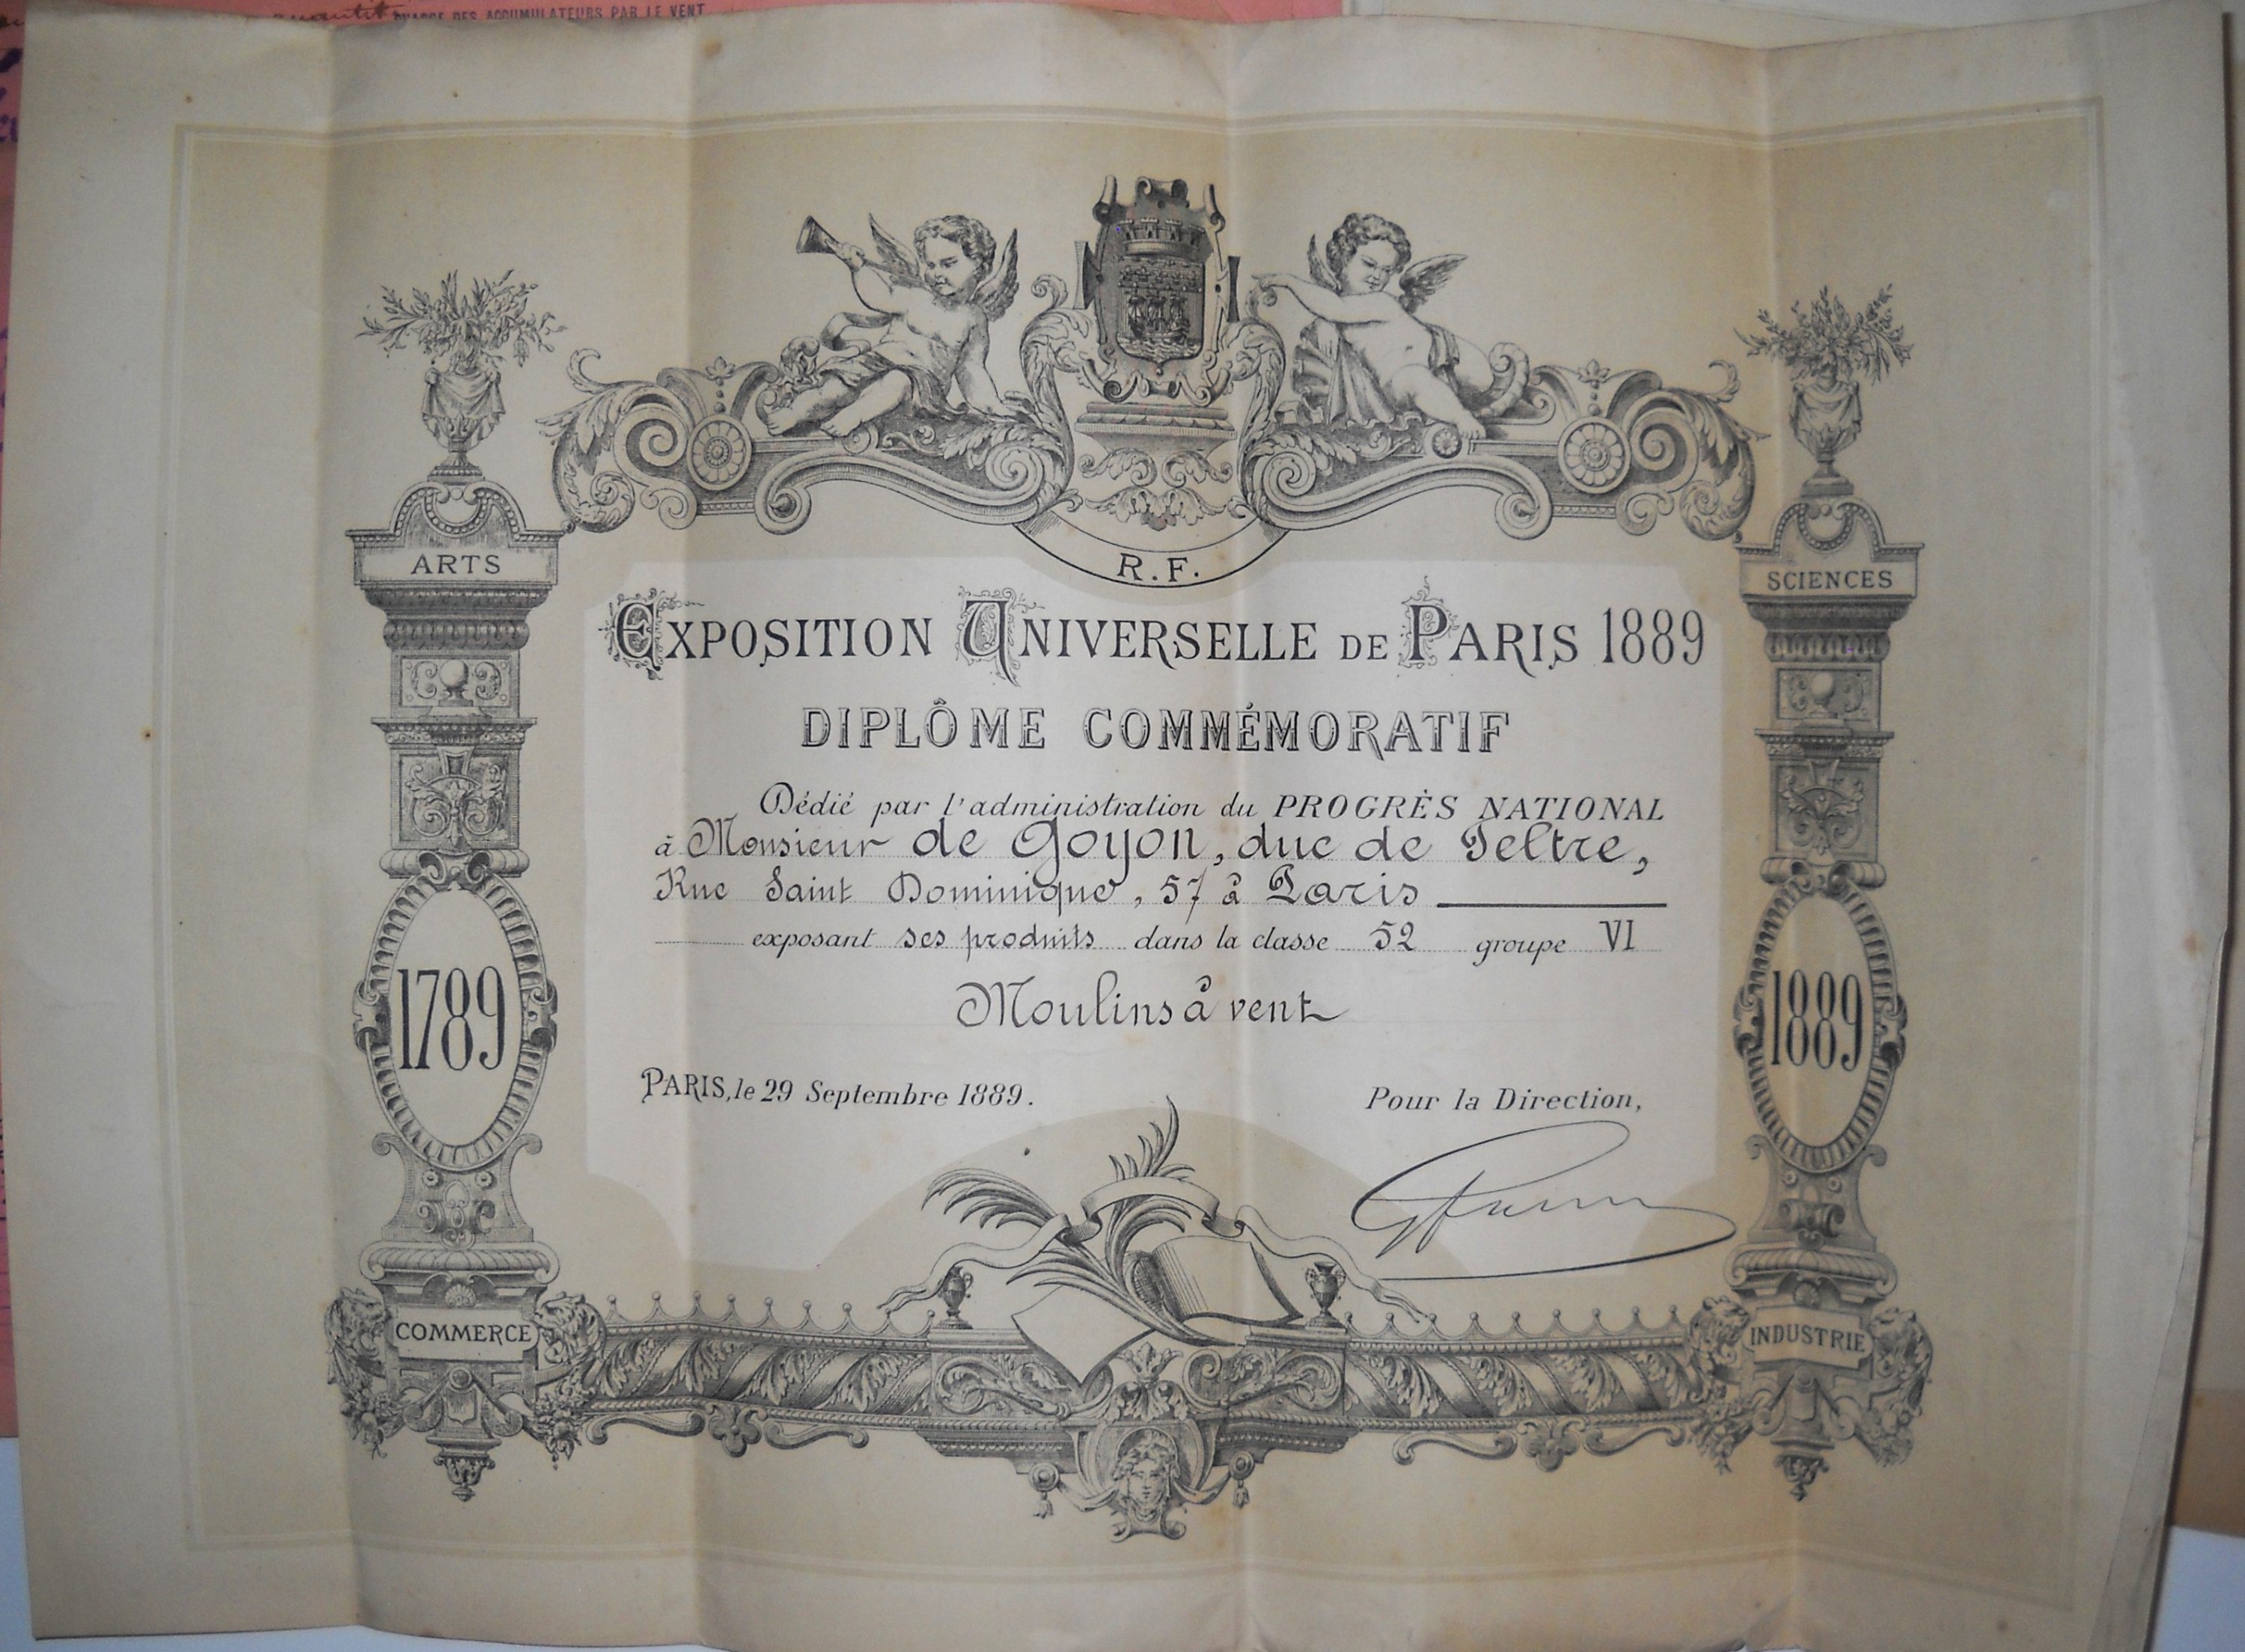 DES ACCUMULATEURS PAR LE VENT
R.F.
ARTS
SCIENCES
EXPOSITION UNIVERSELLE DE PARIS 1889
DIPLÔME COMMÉMORATIF
Dédié par l'administration du PROGRÈS NATIONAL
à Monsieur de Goyon, duc de Feltre,
Rue Saint Dominique, 57 à Paris
exposant ses produits dans la classe 52 groupe VI
Moulins à vent
1789
1889
PARIS, le 29 Septembre 1889.
Pour la Direction,
COMMERCE
INDUSTRIE